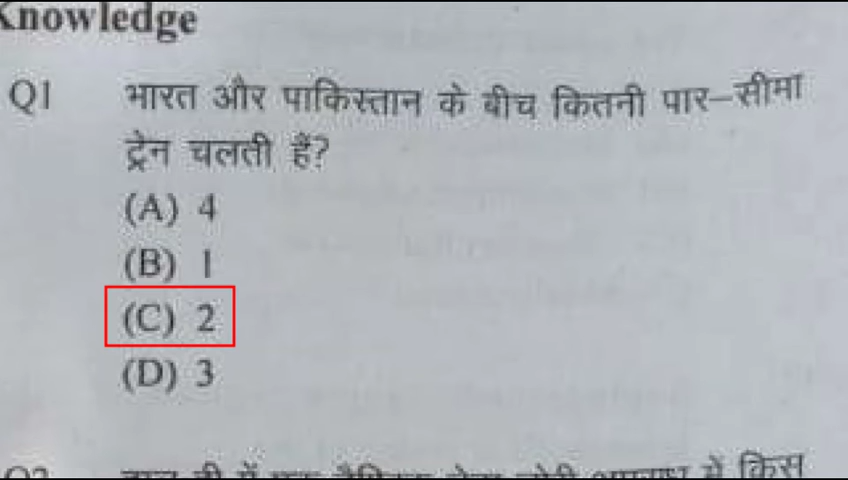 Knowledge
Q1 भारत और पाकिस्तान के बीच कितनी पार-सीमा
ट्रेन चलती हैं?
(A) 4
(B) 1
(C) 2
(D) 3
में किस